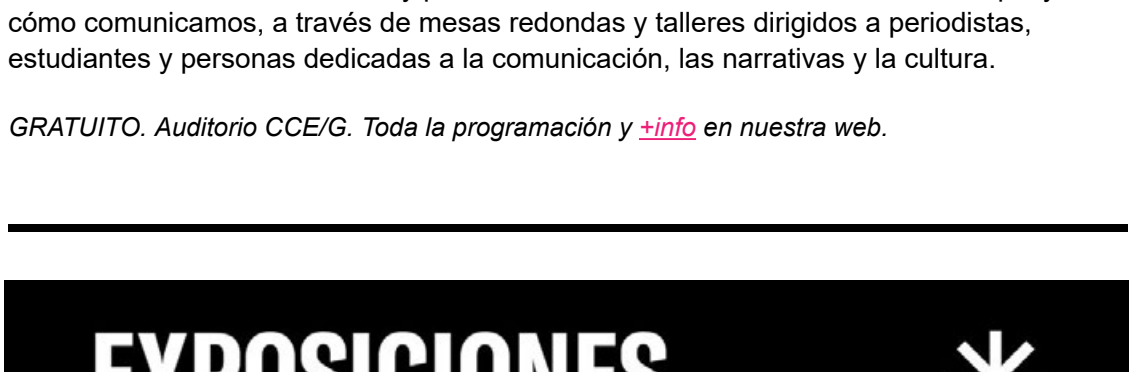 cómo comunicamos, a través de mesas redondas y talleres dirigidos a periodistas,
estudiantes y personas dedicadas a la comunicación, las narrativas y la cultura.
GRATUITO. Auditorio CCE/G. Toda la programación y +info en nuestra web.
EXPOSICIONES